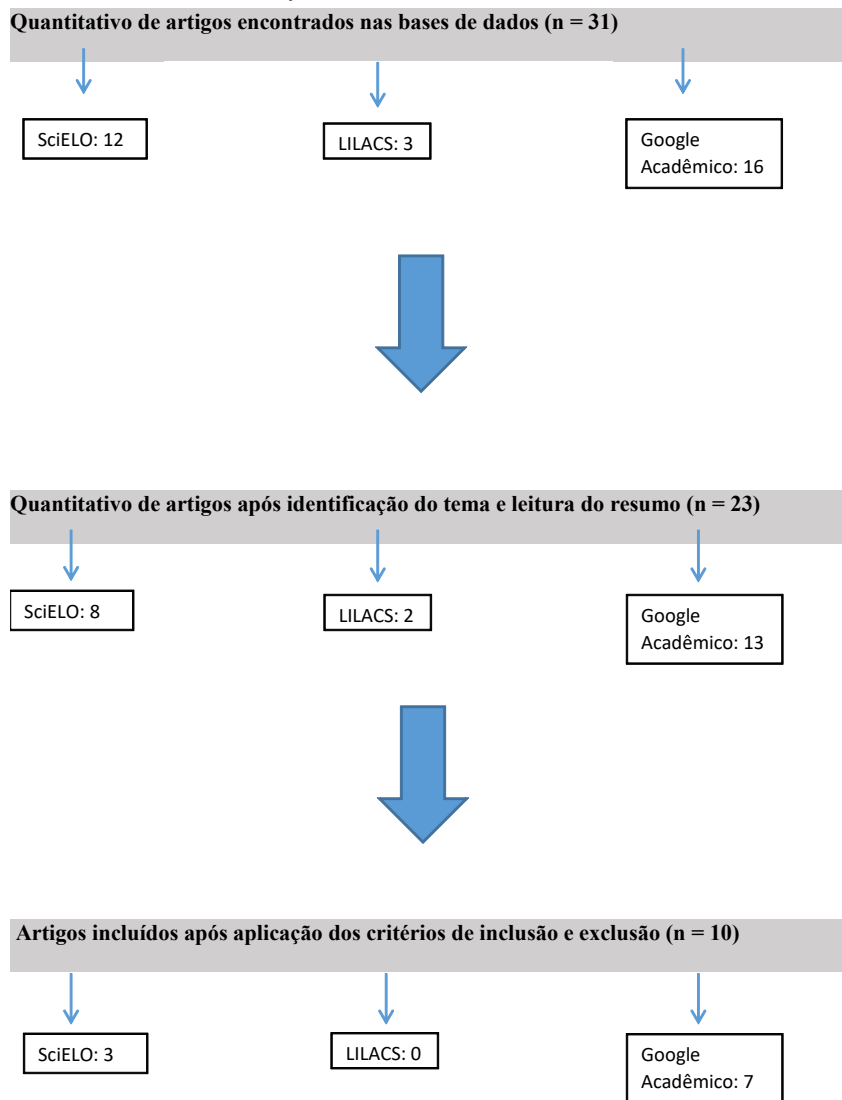 Quantitativo de artigos encontrados nas bases de dados (n = 31)
SciELO: 12
LILACS: 3
Google
Acadêmico: 16
Quantitativo de artigos após identificação do tema e leitura do resumo (n = 23)
SciELO: 8
LILACS: 2
Google
Acadêmico: 13
Artigos incluídos após aplicação dos critérios de inclusão e exclusão (n = 10)
SciELO: 3
LILACS: 0
Google
Acadêmico: 7